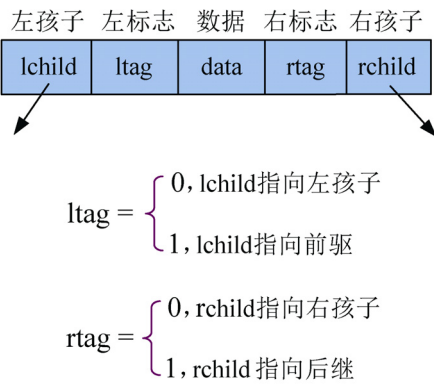 左孩子 左标志 数据 右标志 右孩子
lchild ltag data rtag rchild
0, lchild指向左孩子
ltag =
1, lchild指向前驱
0, rchild指向右孩子
rtag =
1, rchild 指向后继